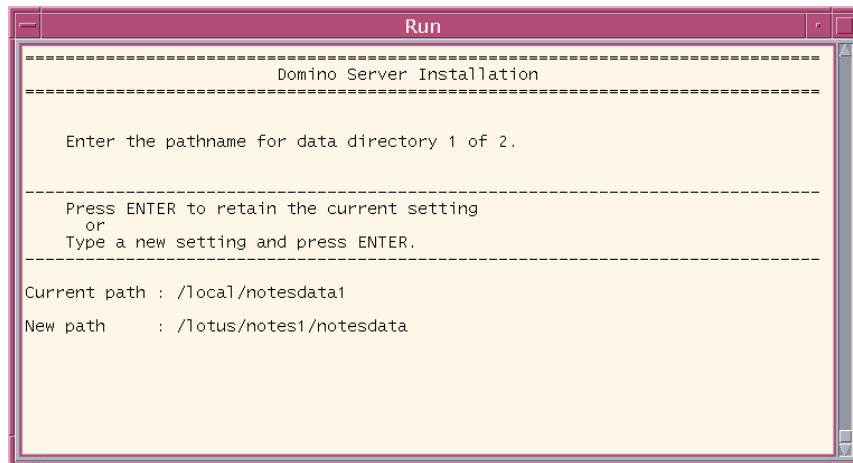 Run
================================================================================
Domino Server Installation
================================================================================
Enter the pathname for data directory 1 of 2.
--------------------------------------------------------------------------------
Press ENTER to retain the current setting
or
Type a new setting and press ENTER.
--------------------------------------------------------------------------------
Current path : /local/notesdata1
New path : /lotus/notes1/notesdata